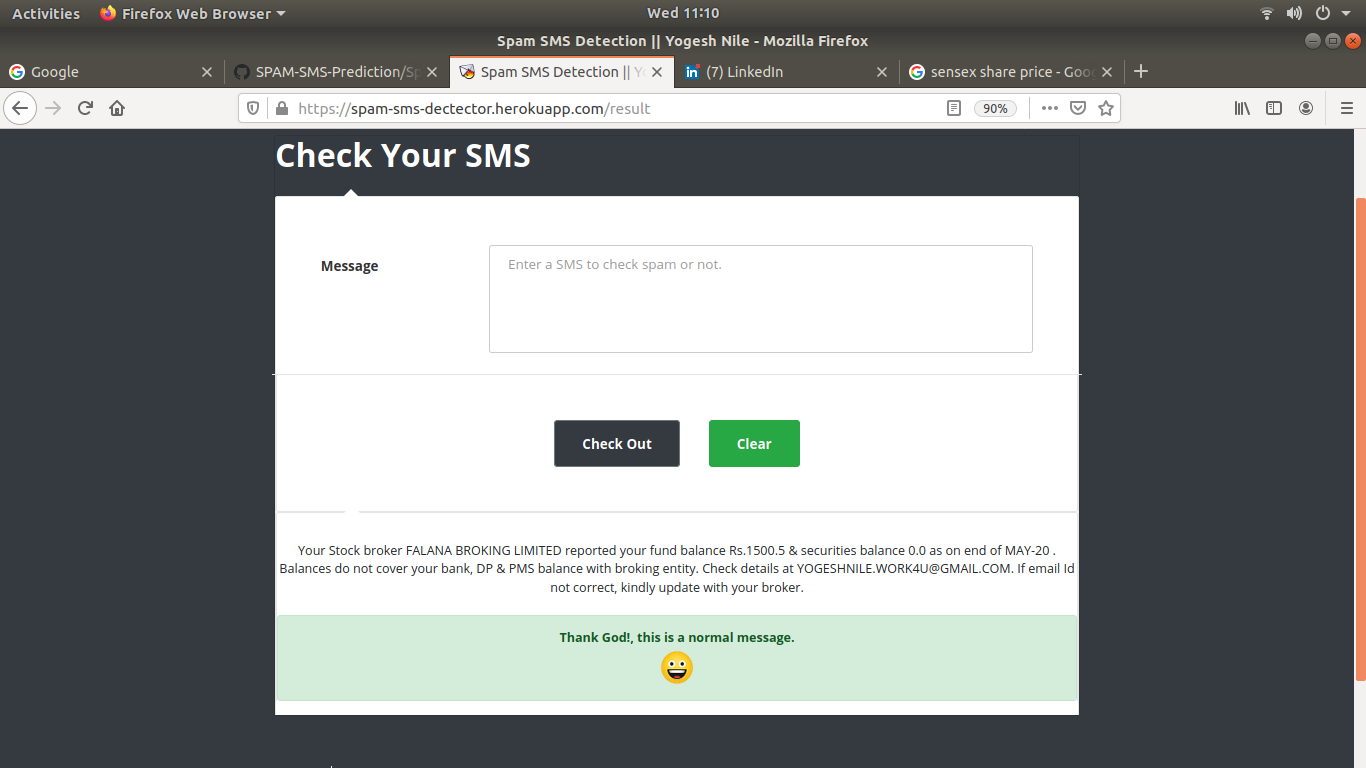 Activities Firefox Web Browser Wed 11:10
Spam SMS Detection || Yogesh Nile - Mozilla Firefox
Google SPAM-SMS-Prediction/Sp Spam SMS Detection || Y (7) LinkedIn sensex share price - Goo
https://spam-sms-dectector.herokuapp.com/result 90%
Check Your SMS
Message Enter a SMS to check spam or not.
Check Out Clear
Your Stock broker FALANA BROKING LIMITED reported your fund balance Rs.1500.5 & securities balance 0.0 as on end of MAY-20 .
Balances do not cover your bank, DP & PMS balance with broking entity. Check details at YOGESHNILE.WORK4U@GMAIL.COM. If email Id
not correct, kindly update with your broker.
Thank God!, this is a normal message.